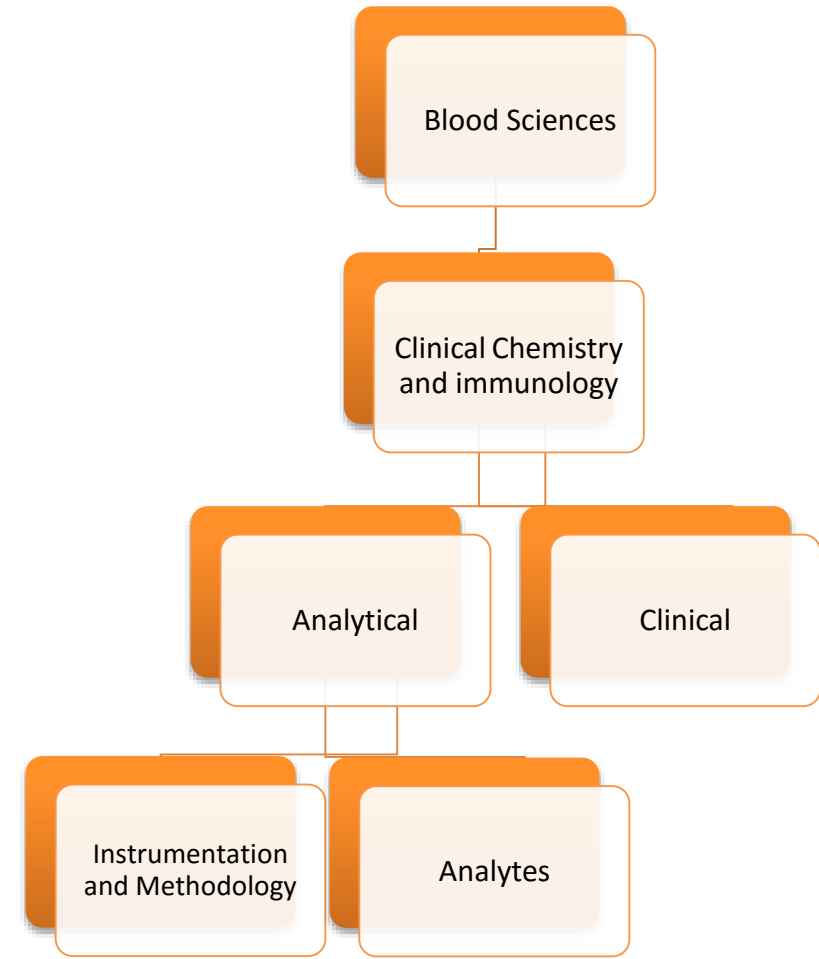 Blood Sciences
Clinical Chemistry
and immunology
Analytical
Clinical
Instrumentation
and Methodology
Analytes